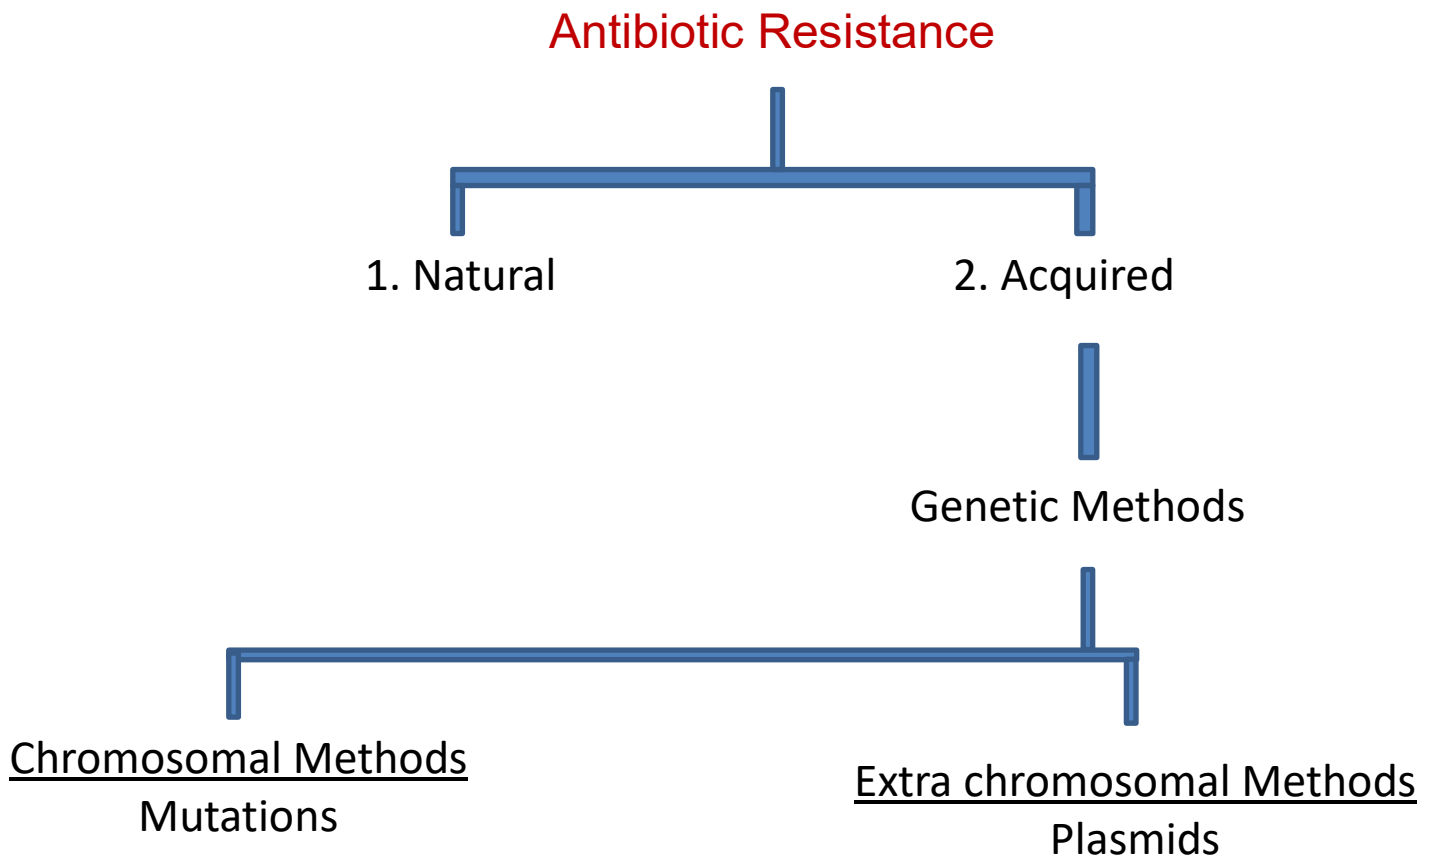 Antibiotic Resistance
1. Natural
2. Acquired
Genetic Methods
Chromosomal Methods
Mutations
Extra chromosomal Methods
Plasmids